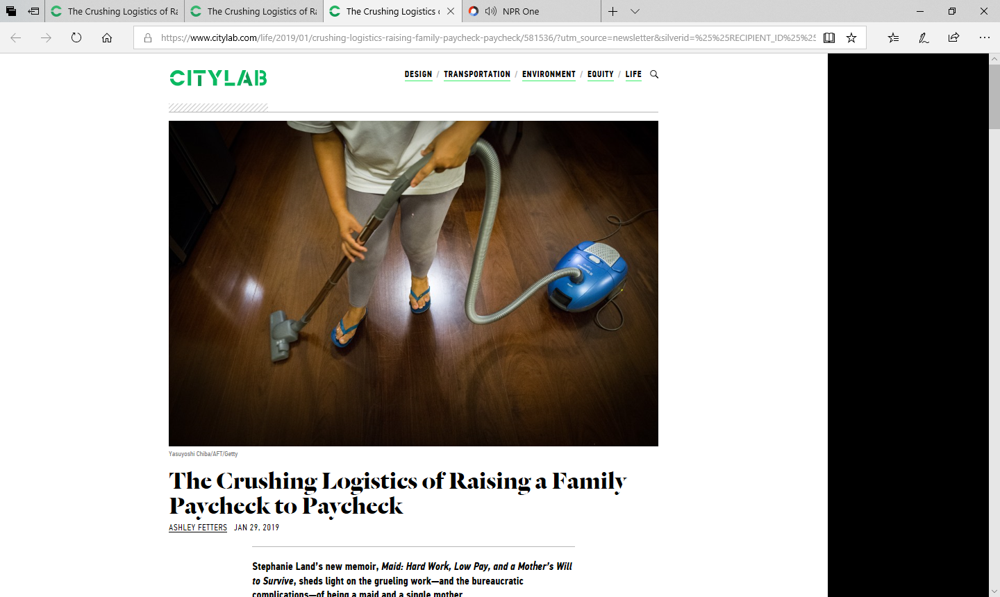 The Crushing Logistics of Ra
The Crushing Logistics of Ra
The Crushing Logistics o
NPR One
https://www.citylab.com/life/2019/01/crushing-logistics-raising-family-paycheck-paycheck/581536/?utm_source=newsletter&silverid=%25%25RECIPIENT_ID%25%25
CITYLAB
DESIGN / TRANSPORTATION / ENVIRONMENT / EQUITY / LIFE
Yasuyoshi Chiba/AFT/Getty
The Crushing Logistics of Raising a Family
Paycheck to Paycheck
ASHLEY FETTERS JAN 29, 2019
Stephanie Land's new memoir, Maid: Hard Work, Low Pay, and a Mother's Will
to Survive, sheds light on the grueling work—and the bureaucratic
complications—of being a maid and a single mother.